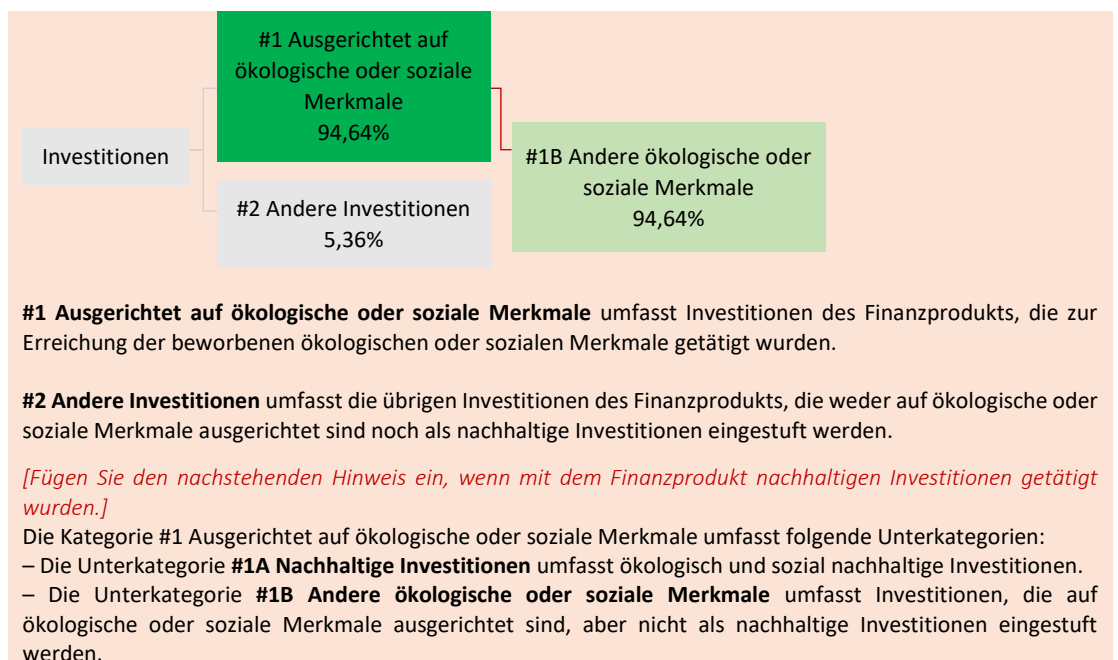 #1 Ausgerichtet auf
ökologische oder soziale
Merkmale
94,64%
Investitionen
#1B Andere ökologische oder
soziale Merkmale
94,64%
#2 Andere Investitionen
5,36%
#1 Ausgerichtet auf ökologische oder soziale Merkmale umfasst Investitionen des Finanzprodukts, die zur
Erreichung der beworbenen ökologischen oder sozialen Merkmale getätigt wurden.
#2 Andere Investitionen umfasst die übrigen Investitionen des Finanzprodukts, die weder auf ökologische oder
soziale Merkmale ausgerichtet sind noch als nachhaltige Investitionen eingestuft werden.
[Fügen Sie den nachstehenden Hinweis ein, wenn mit dem Finanzprodukt nachhaltigen Investitionen getätigt
wurden.]
Die Kategorie #1 Ausgerichtet auf ökologische oder soziale Merkmale umfasst folgende Unterkategorien:
– Die Unterkategorie #1A Nachhaltige Investitionen umfasst ökologisch und sozial nachhaltige Investitionen.
– Die Unterkategorie #1B Andere ökologische oder soziale Merkmale umfasst Investitionen, die auf
ökologische oder soziale Merkmale ausgerichtet sind, aber nicht als nachhaltige Investitionen eingestuft
werden.